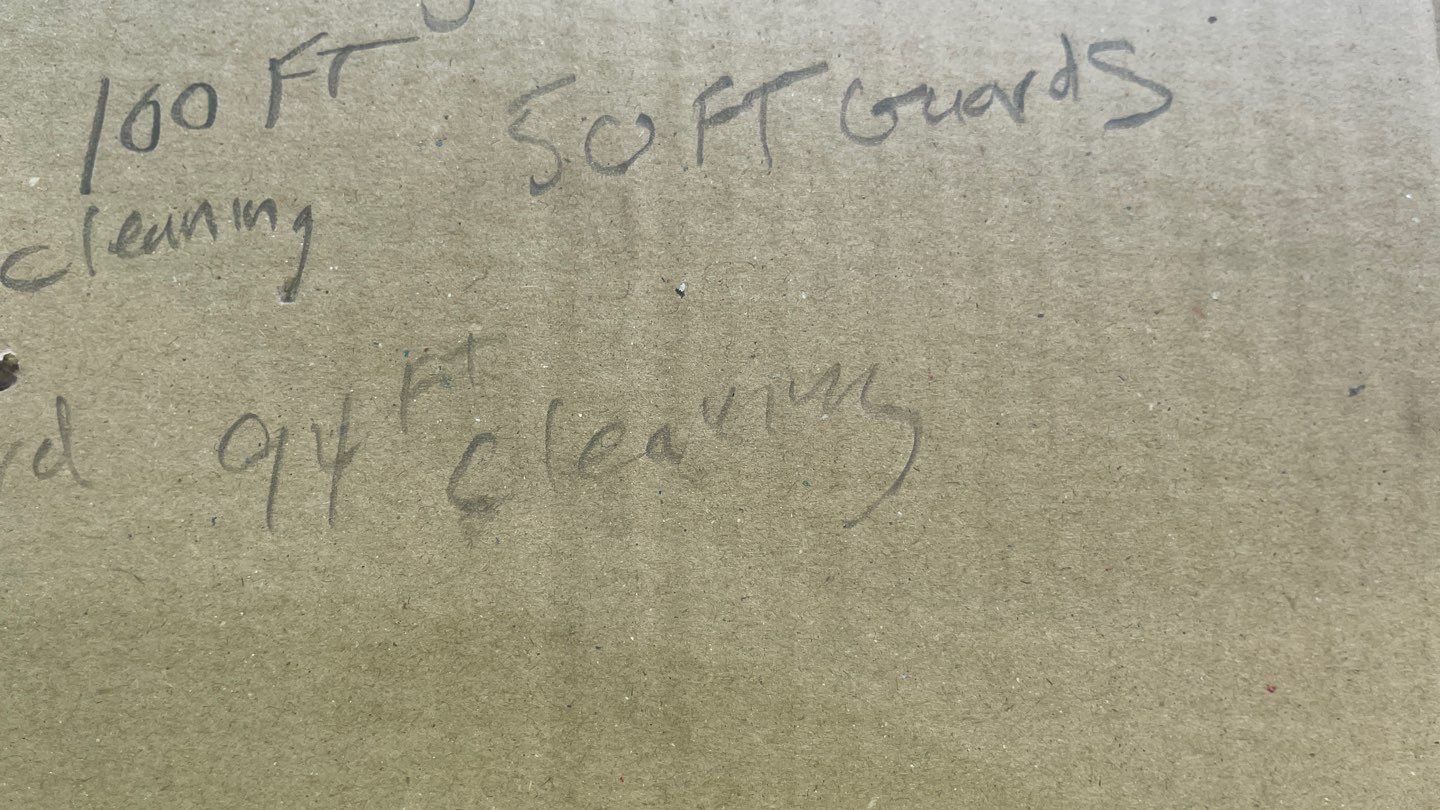 100 FT 50 FT Guards
cleaning
94 FT cleaning